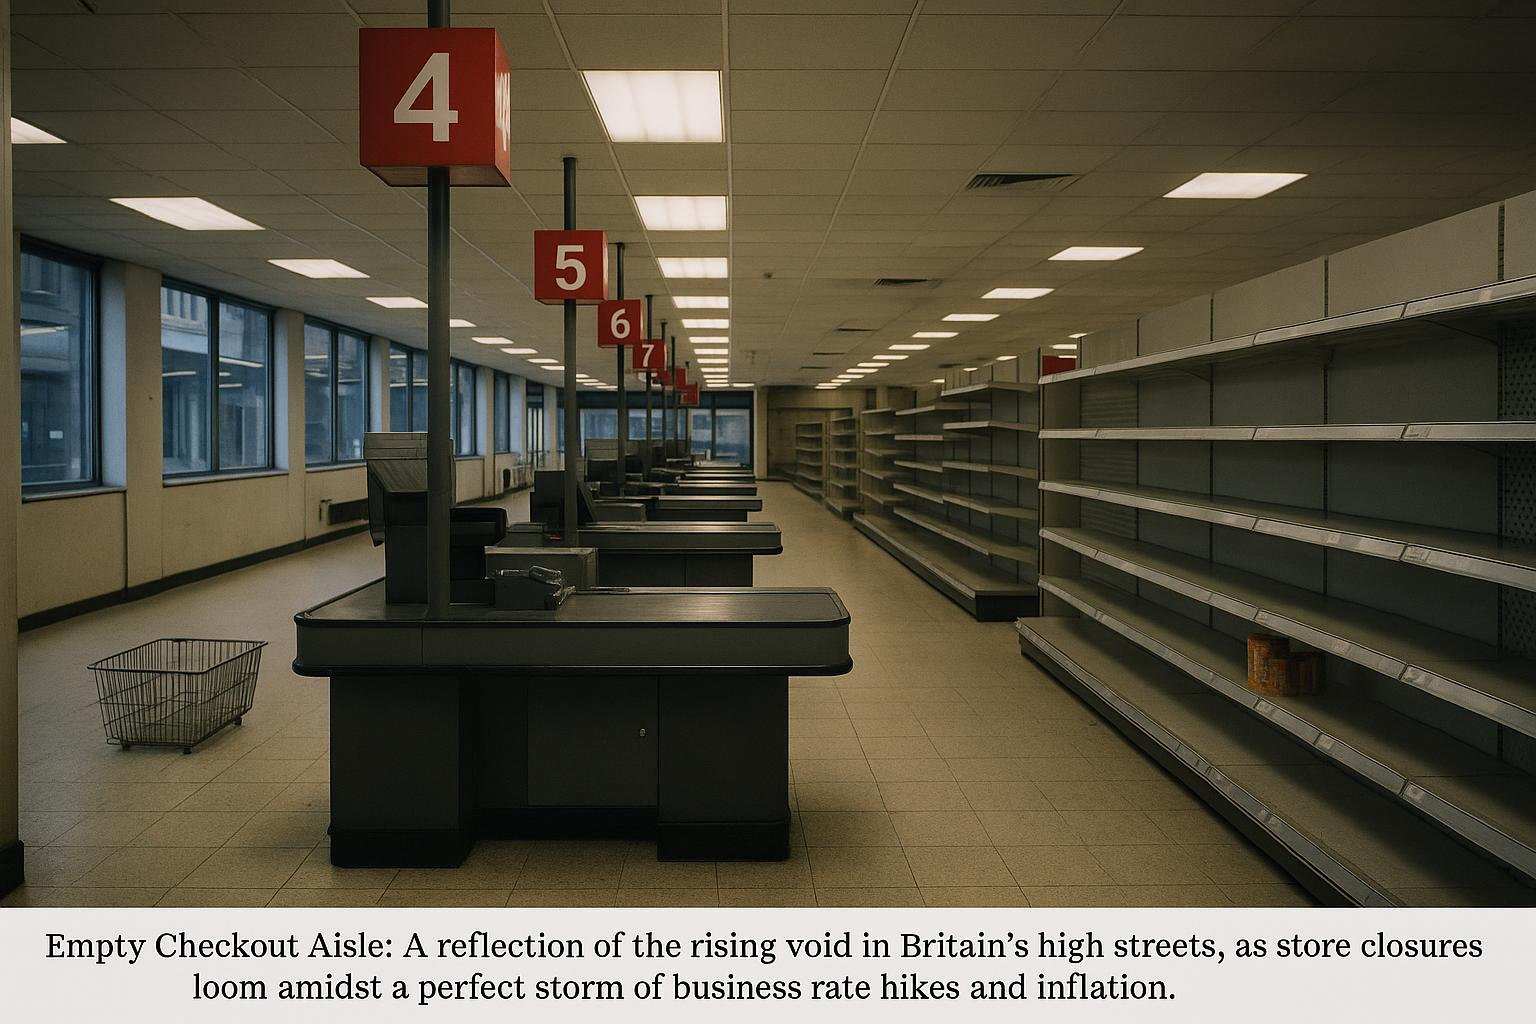 4
5
6
7
Empty Checkout Aisle: A reflection of the rising void in Britain’s high streets, as store closures
loom amidst a perfect storm of business rate hikes and inflation.